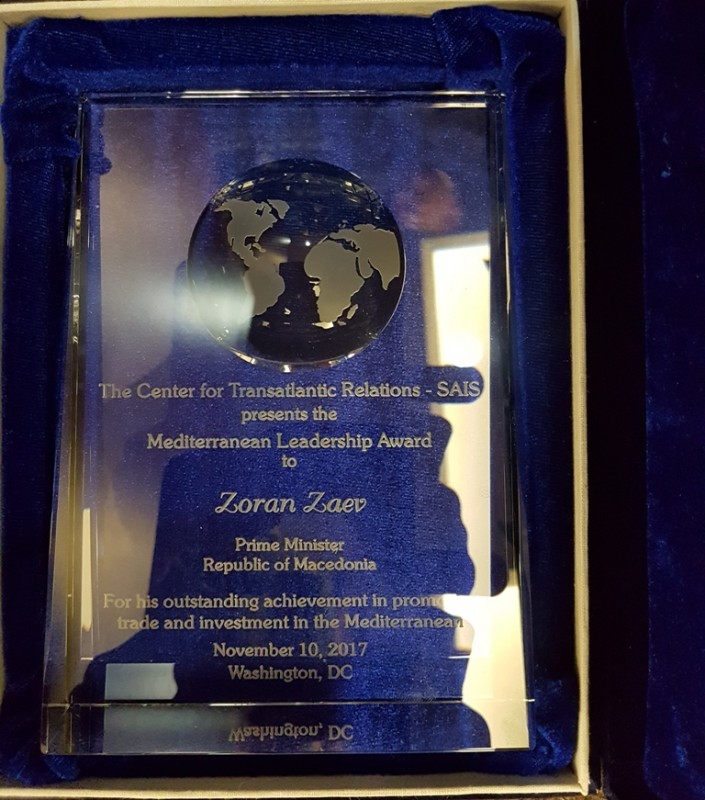 The Center for Transatlantic Relations - SAIS
presents the
Mediterranean Leadership Award
to
Zoran Zaev
Prime Minister
Republic of Macedonia
For his outstanding achievement in
trade and investment in the Mediterranean
November 10, 2017
Washington, DC